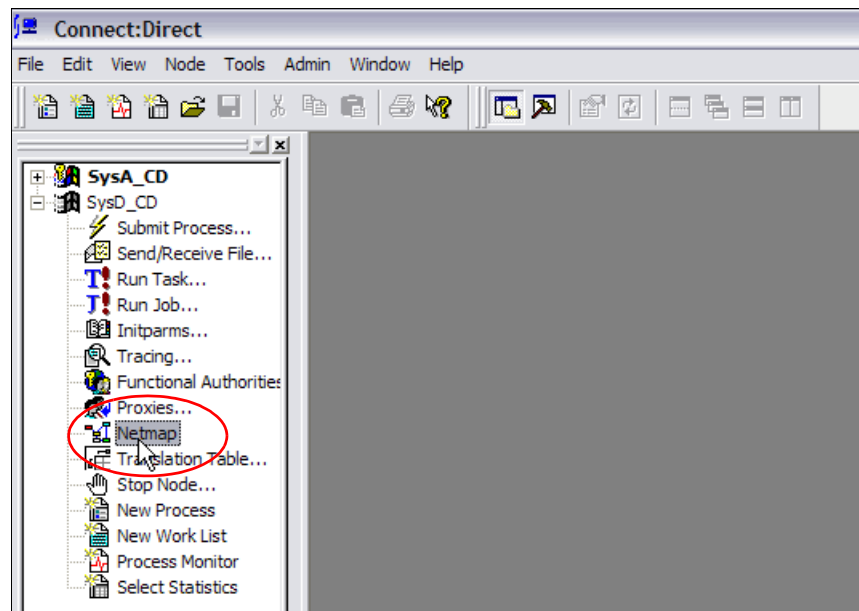 Connect:Direct
File Edit View Node Tools Admin Window Help
SysA_CD
SysD_CD
Submit Process...
Send/Receive File...
Run Task...
Run Job...
Initparms...
Tracing...
Functional Authorities
Proxies...
Netmap
Translation Table...
Stop Node...
New Process
New Work List
Process Monitor
Select Statistics